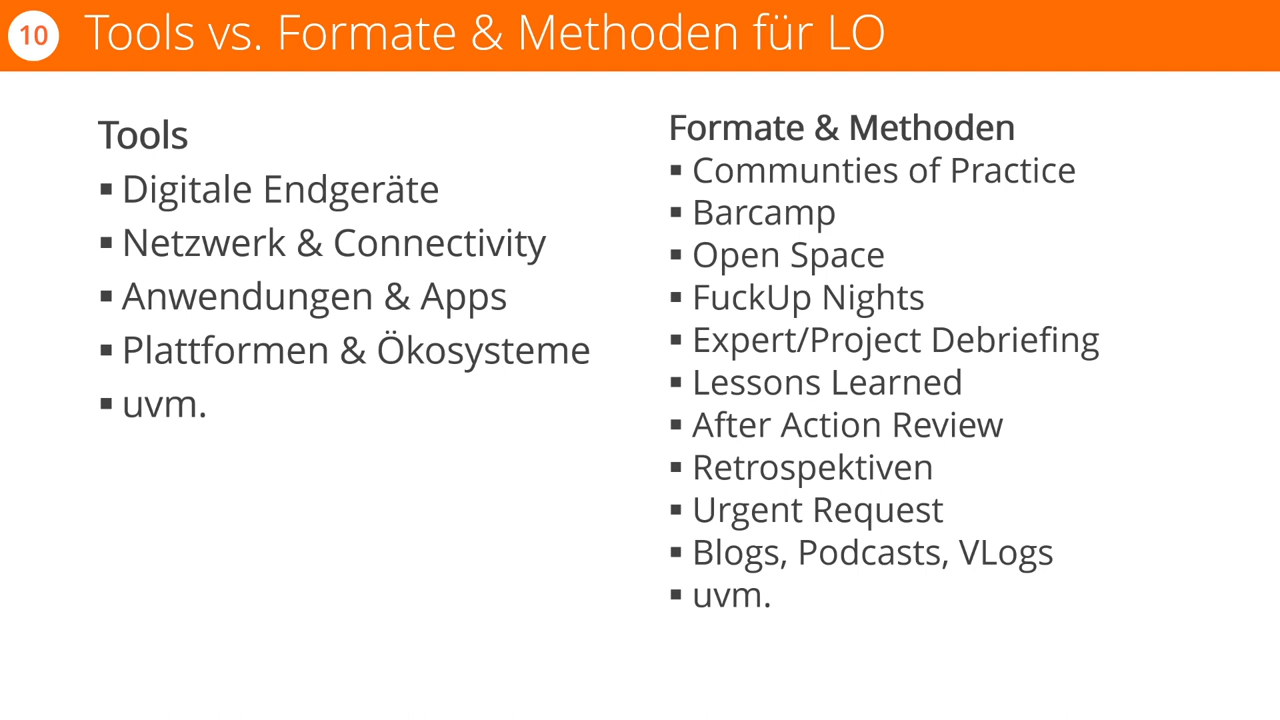 10
Tools vs. Formate & Methoden für LO
Tools
▪ Digitale Endgeräte
▪ Netzwerk & Connectivity
▪ Anwendungen & Apps
▪ Plattformen & Ökosysteme
▪ uvm.
Formate & Methoden
▪ Communties of Practice
▪ Barcamp
▪ Open Space
▪ FuckUp Nights
▪ Expert/Project Debriefing
▪ Lessons Learned
▪ After Action Review
▪ Retrospektiven
▪ Urgent Request
▪ Blogs, Podcasts, VLogs
▪ uvm.